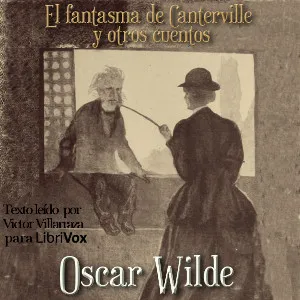 El fantasma de Canterville
y otros cuentos
Texto leído por
Víctor Villarraza
para LibriVox
Oscar Wilde